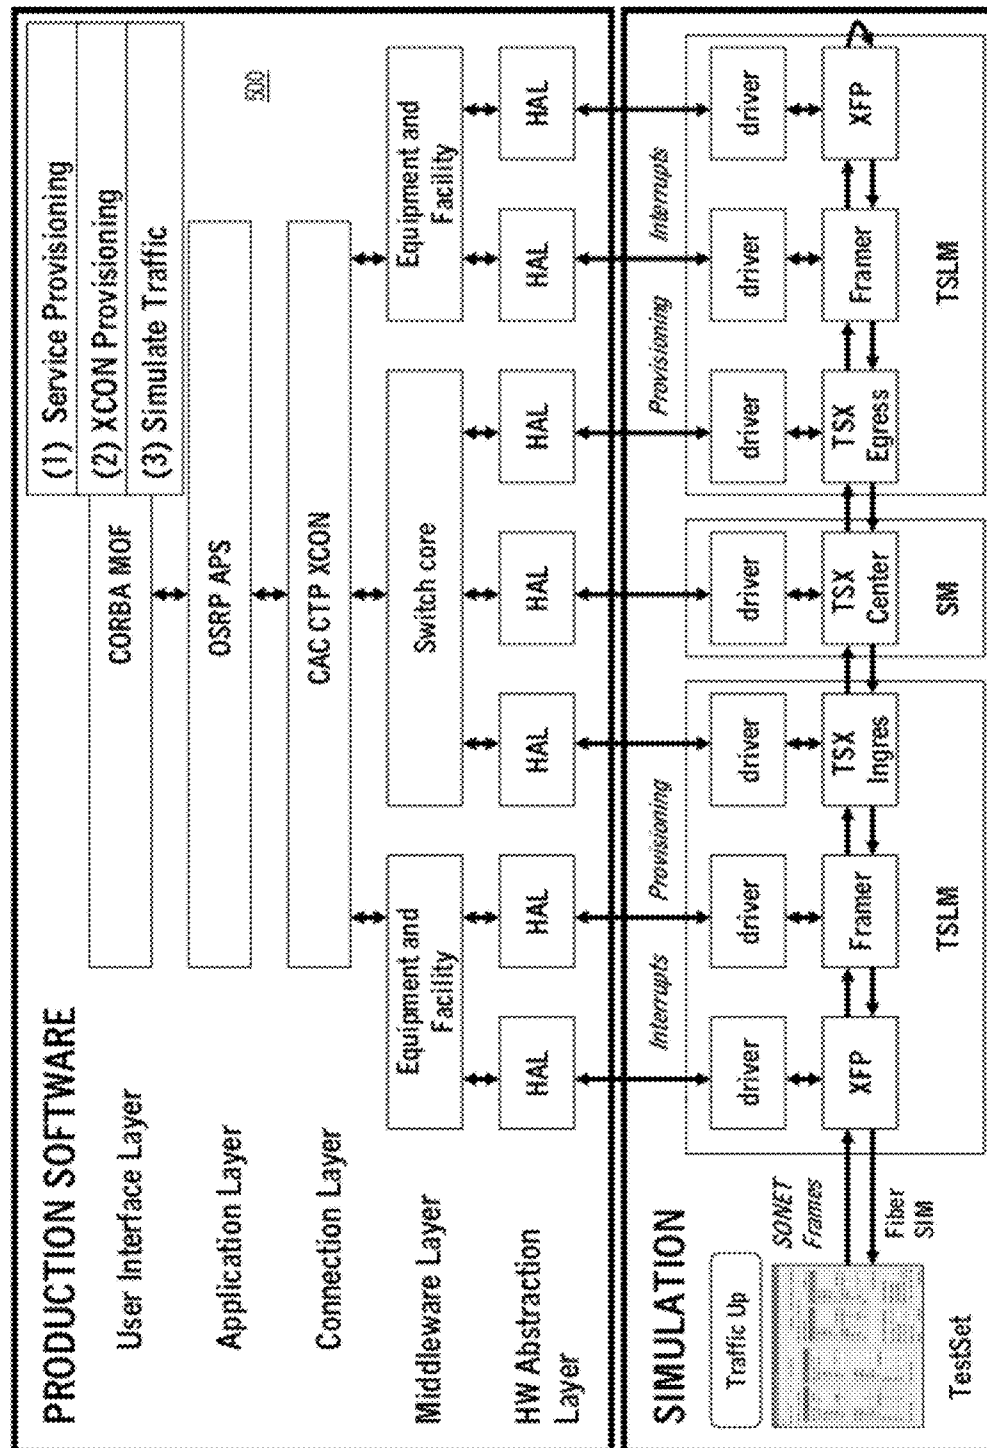 PRODUCTION SOFTWARE
(1) Service Provisioning
(2) XCON Provisioning
(3) Simulate Traffic
500
User Interface Layer
CORBA MOF
Application Layer
OSRP APS
Connection Layer
CAC CTP XCON
Middleware Layer
Equipment and
Facility
Switch core
Equipment and
Facility
HW Abstraction
Layer
HAL
HAL
HAL
HAL
HAL
HAL
HAL
SIMULATION
Interrupts
Provisioning
Provisioning
Interrupts
Traffic Up
driver
driver
driver
driver
driver
driver
driver
SONET
Frames
XFP
Framer
TSX
Ingres
TSX
Center
TSX
Egress
Framer
XFP
Fiber
SIM
TestSet
TSLM
SM
TSLM